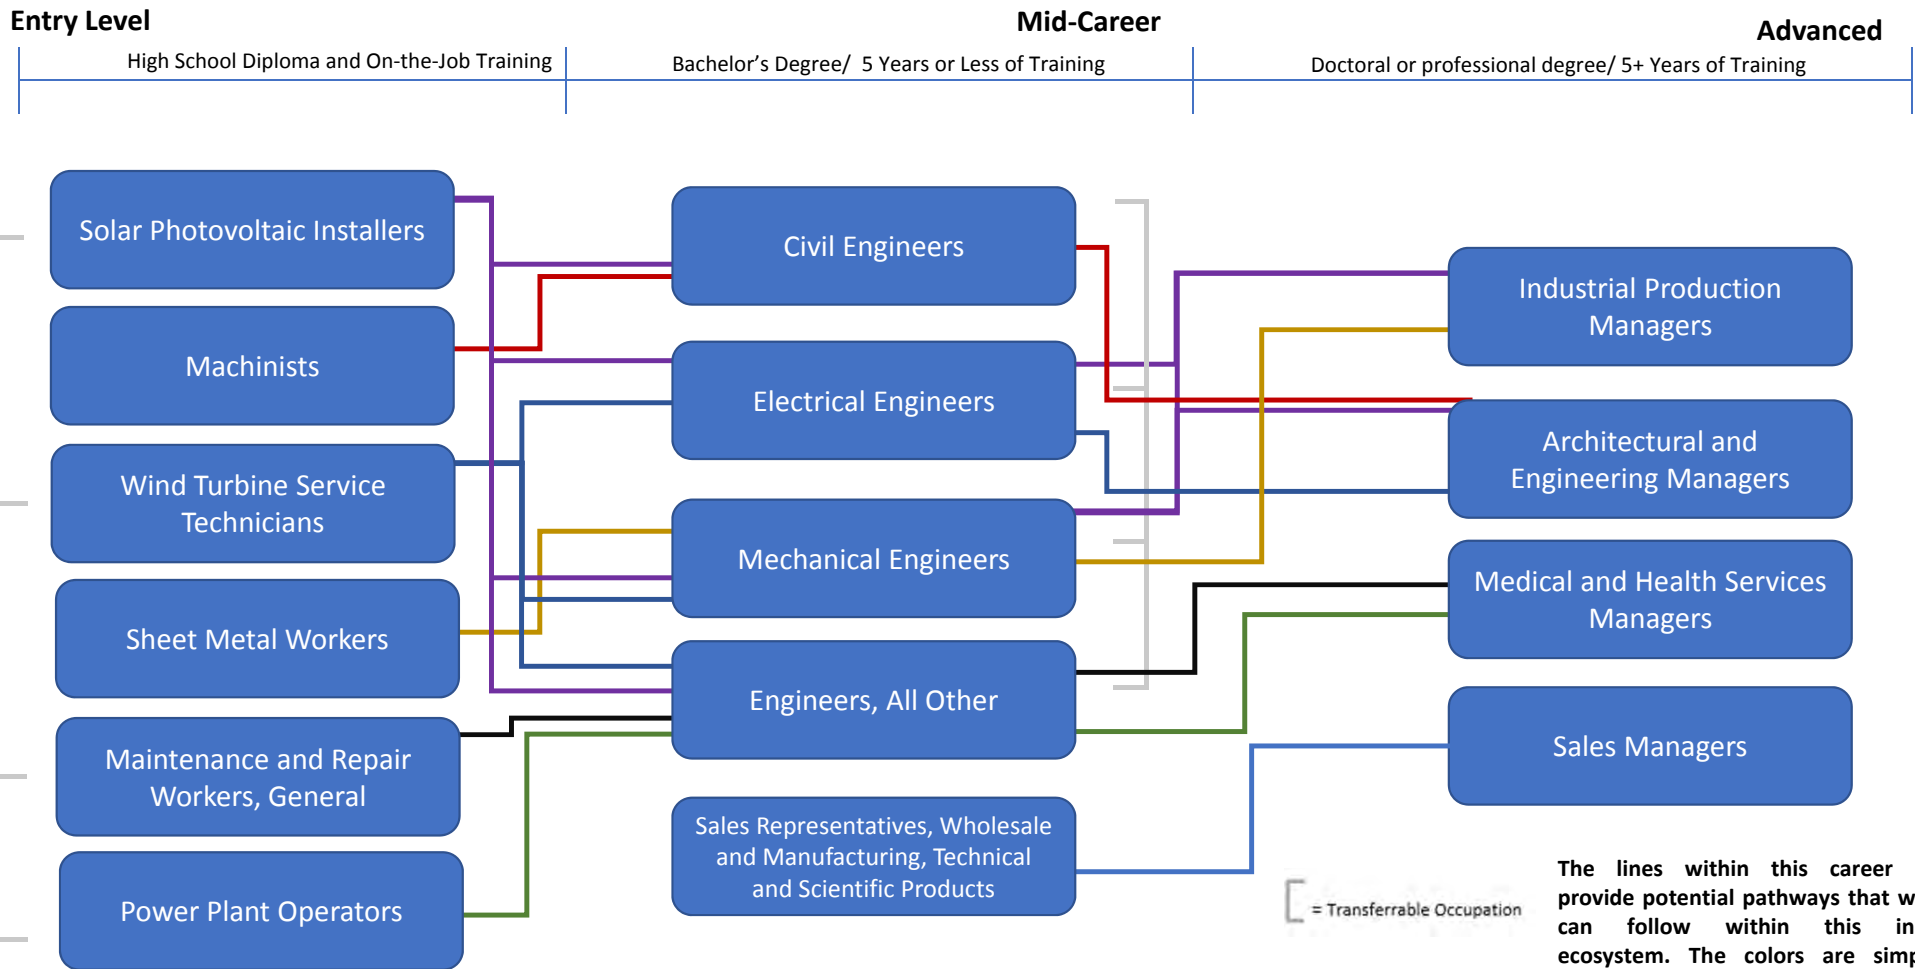 Entry Level
Mid-Career
Advanced
High School Diploma and On-the-Job Training
Bachelor's Degree/ 5 Years or Less of Training
Doctoral or professional degree/ 5+ Years of Training
Solar Photovoltaic Installers
Machinists
Wind Turbine Service
Technicians
Sheet Metal Workers
Maintenance and Repair
Workers, General
Power Plant Operators
Civil Engineers
Electrical Engineers
Mechanical Engineers
Engineers, All Other
Sales Representatives, Wholesale
and Manufacturing, Technical
and Scientific Products
Industrial Production
Managers
Architectural and
Engineering Managers
Medical and Health Services
Managers
Sales Managers
= Transferrable Occupation
The lines within this career
provide potential pathways that
can follow within this
ecosystem. The colors are